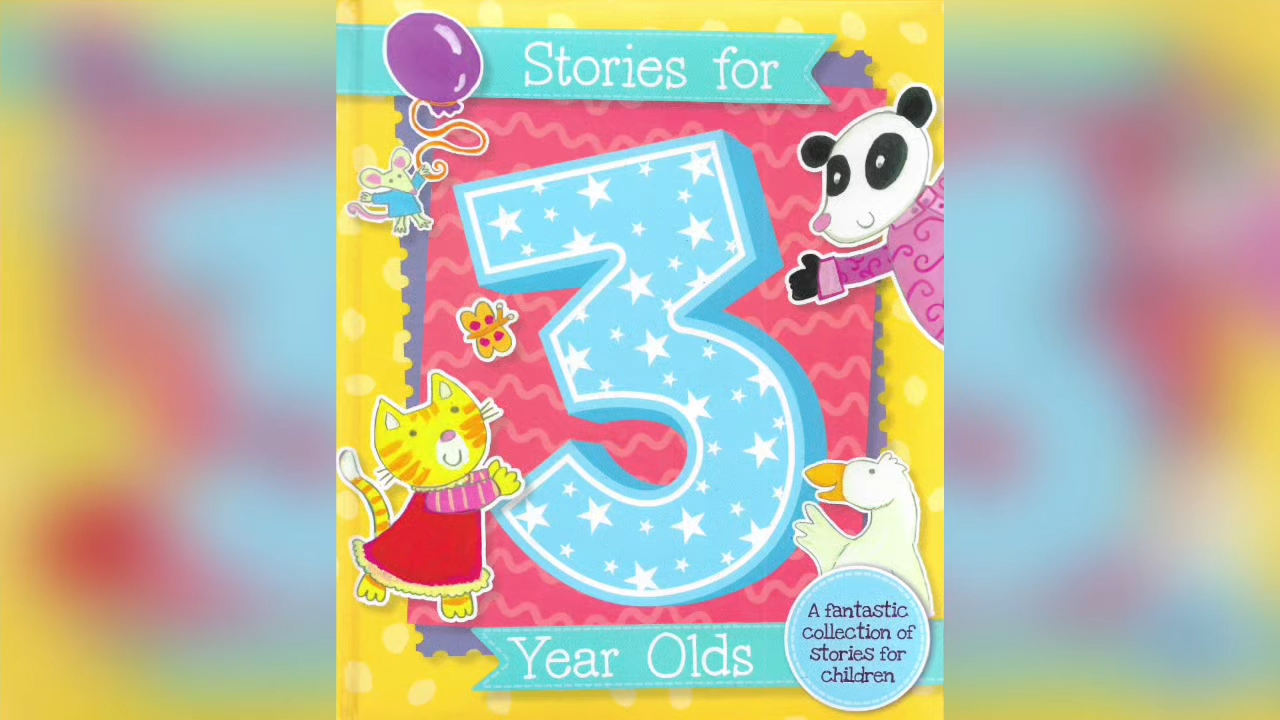 Stories for
3
Year Olds
A fantastic
collection of
stories for
children